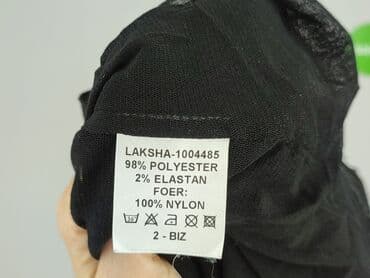 LAKSHA-1004485
98% POLYESTER
2% ELASTAN
FOER:
100% NYLON
2 - BIZ